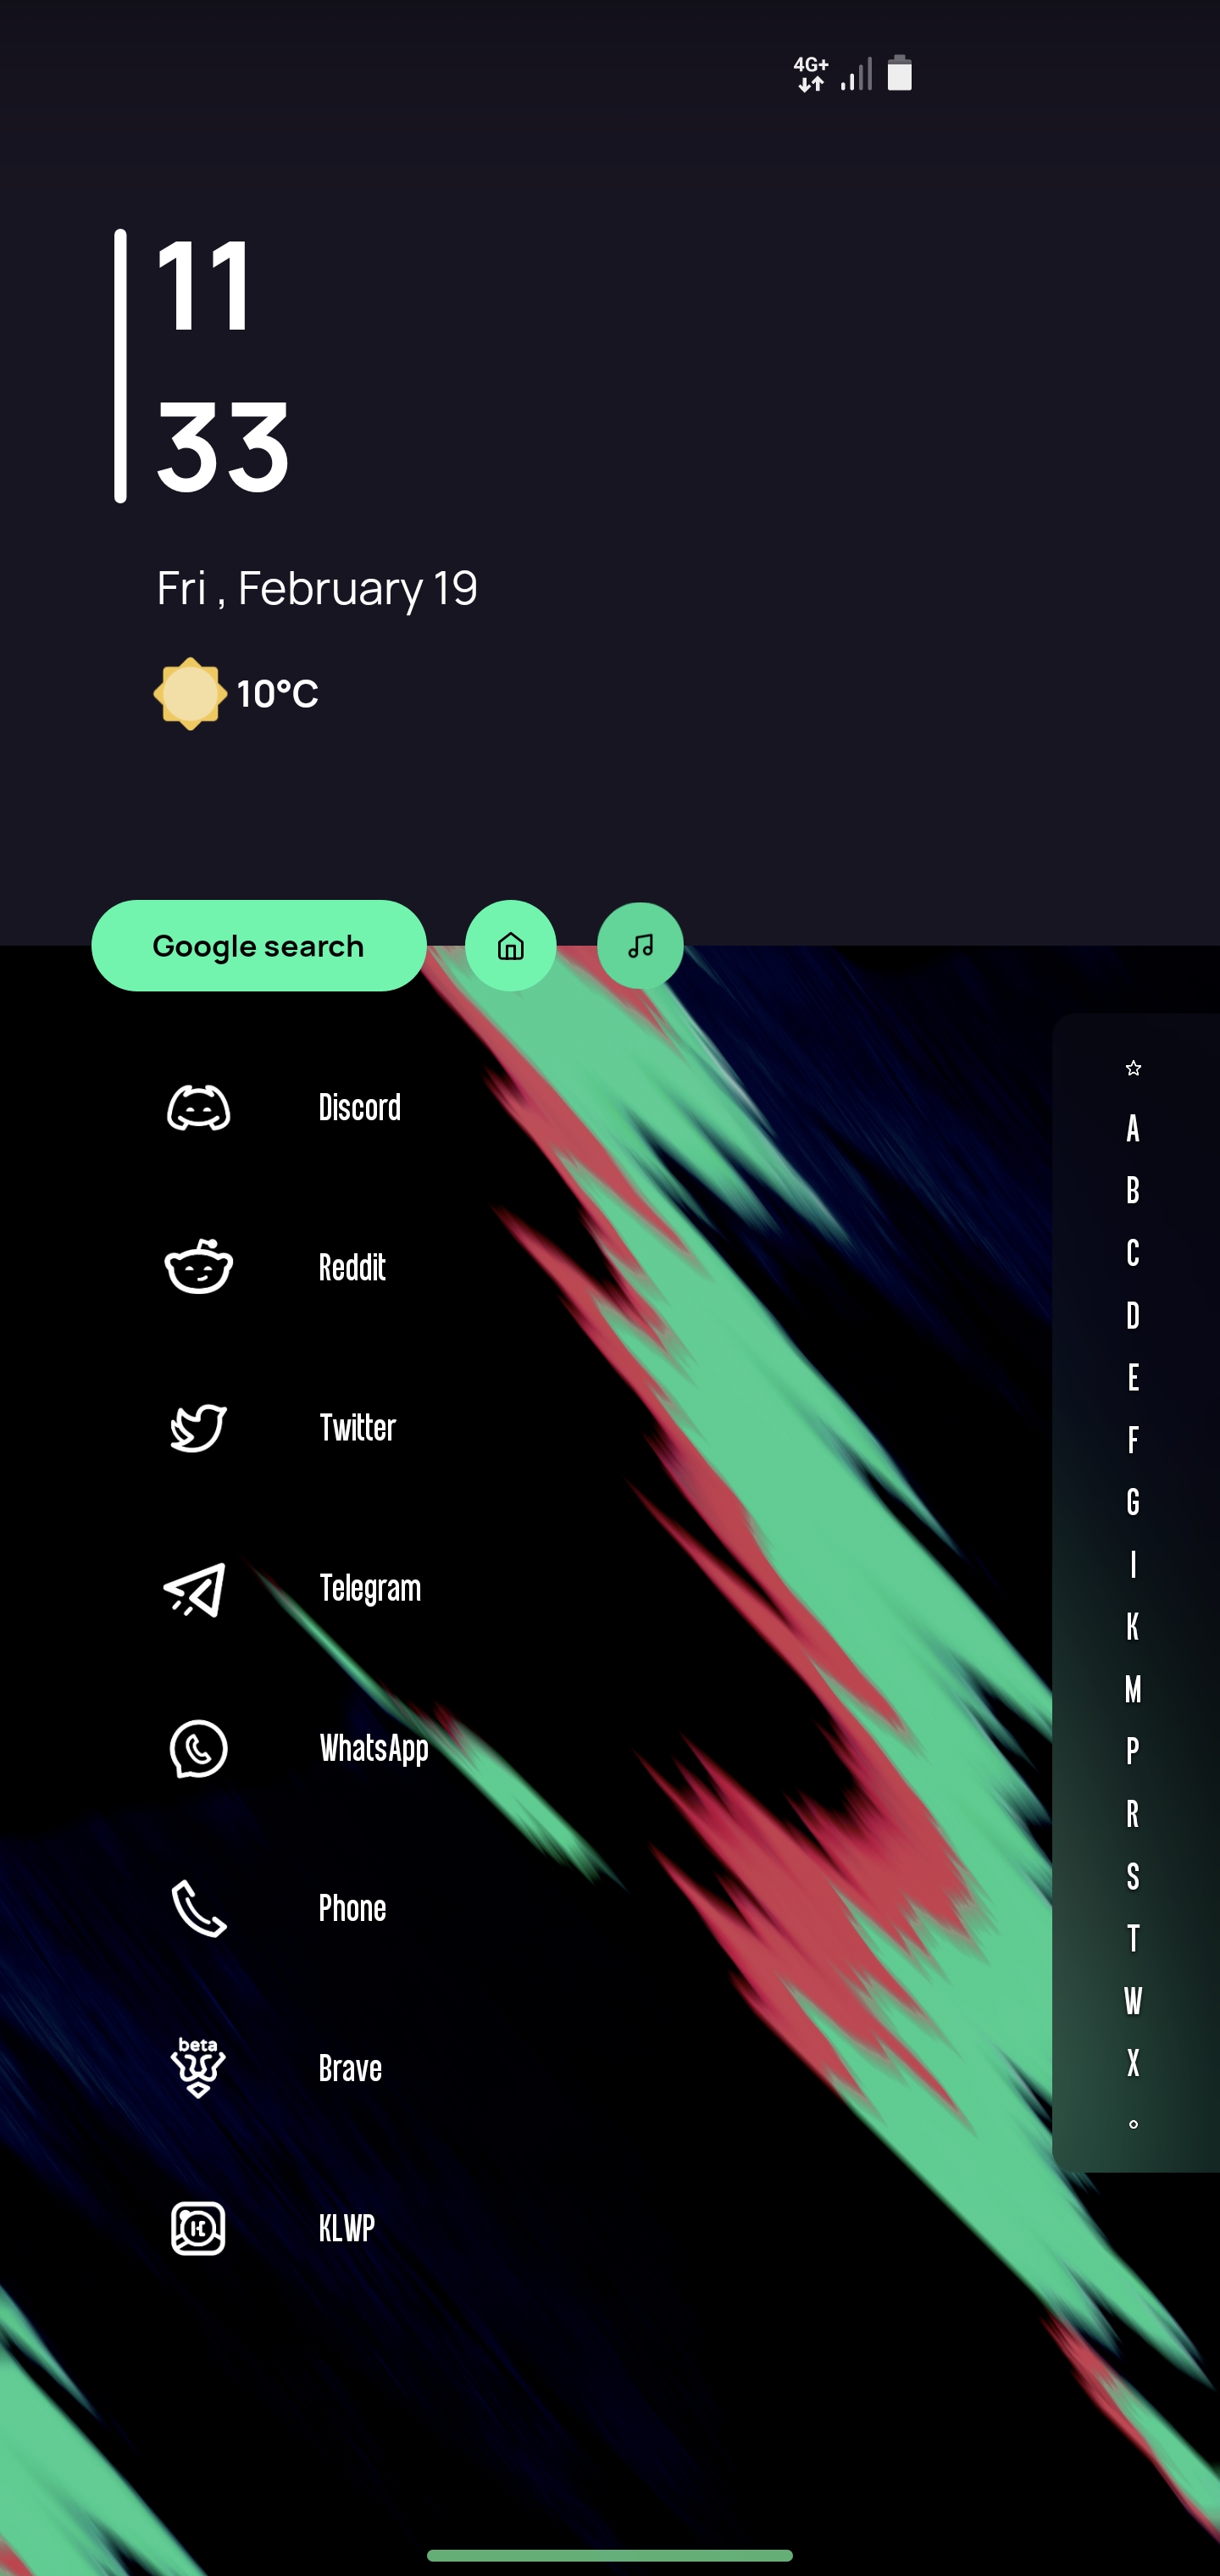 4G+
11
33
Fri , February 19
10°C
Google search
Discord
Reddit
Twitter
Telegram
WhatsApp
Phone
beta
Brave
KLWP
A
B
C
D
E
F
G
I
K
M
P
R
S
T
W
X